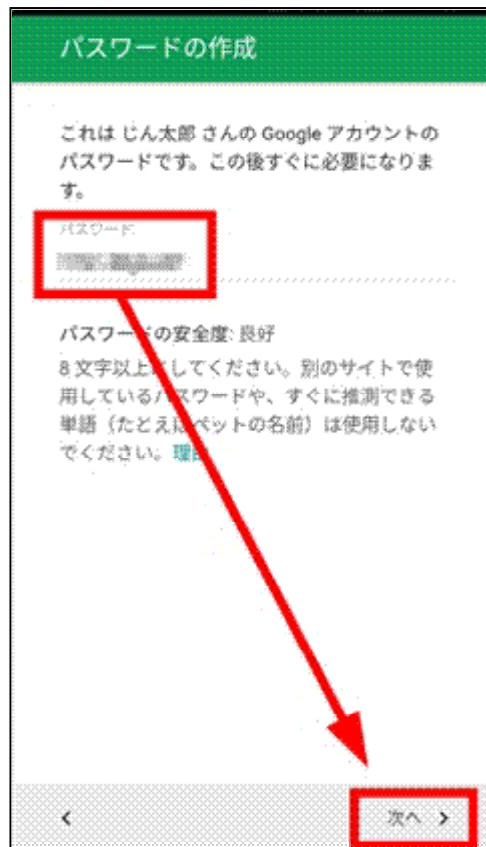 パスワードの作成
これは じん太郎 さんの Google アカウントの
パスワードです。この後すぐに必要になりま
す。
パスワード
パスワードの安全度: 良好
8 文字以上にしてください。別のサイトで使
用しているパスワードや、すぐに推測できる
単語（たとえばペットの名前）は使用しない
でください。理由
次へ